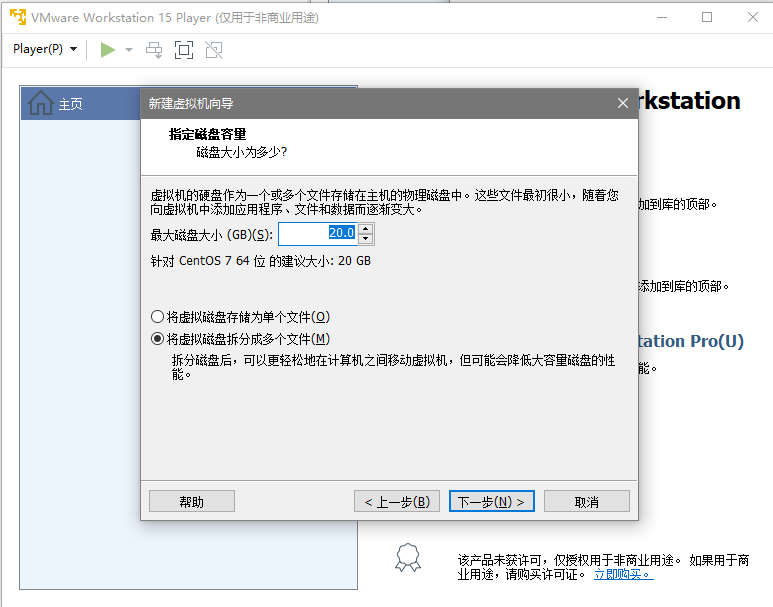 VMware Workstation 15 Player (仅用于非商业用途)
Player(P)
主页
rkstation
新建虚拟机向导
指定磁盘容量
磁盘大小为多少?
虚拟机的硬盘作为一个或多个文件存储在主机的物理磁盘中。这些文件最初很小，随着您
向虚拟机中添加应用程序、文件和数据而逐渐变大。
加到库的顶部。
最大磁盘大小 (GB)(S): 20.0
针对 CentOS 7 64 位 的建议大小: 20 GB
添加到库的顶部。
将虚拟磁盘存储为单个文件(O)
将虚拟磁盘拆分成多个文件(M)
tation Pro(U)
拆分磁盘后，可以更轻松地在计算机之间移动虚拟机，但可能会降低大容量磁盘的性
能。
能。
帮助
< 上一步(B)
下一步(N) >
取消
该产品未获许可，仅授权用于非商业用途。 如果用于商
业用途，请购买许可证。 立即购买。